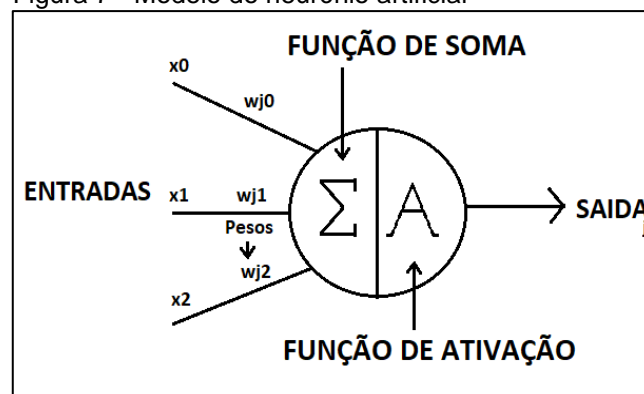 Figura 7 - Modelo de neurônio artificial
FUNÇÃO DE SOMA
x0
wj0
ENTRADAS
x1
wj1
Σ
A
SAIDA
j
Pesos
wj2
x2
FUNÇÃO DE ATIVAÇÃO